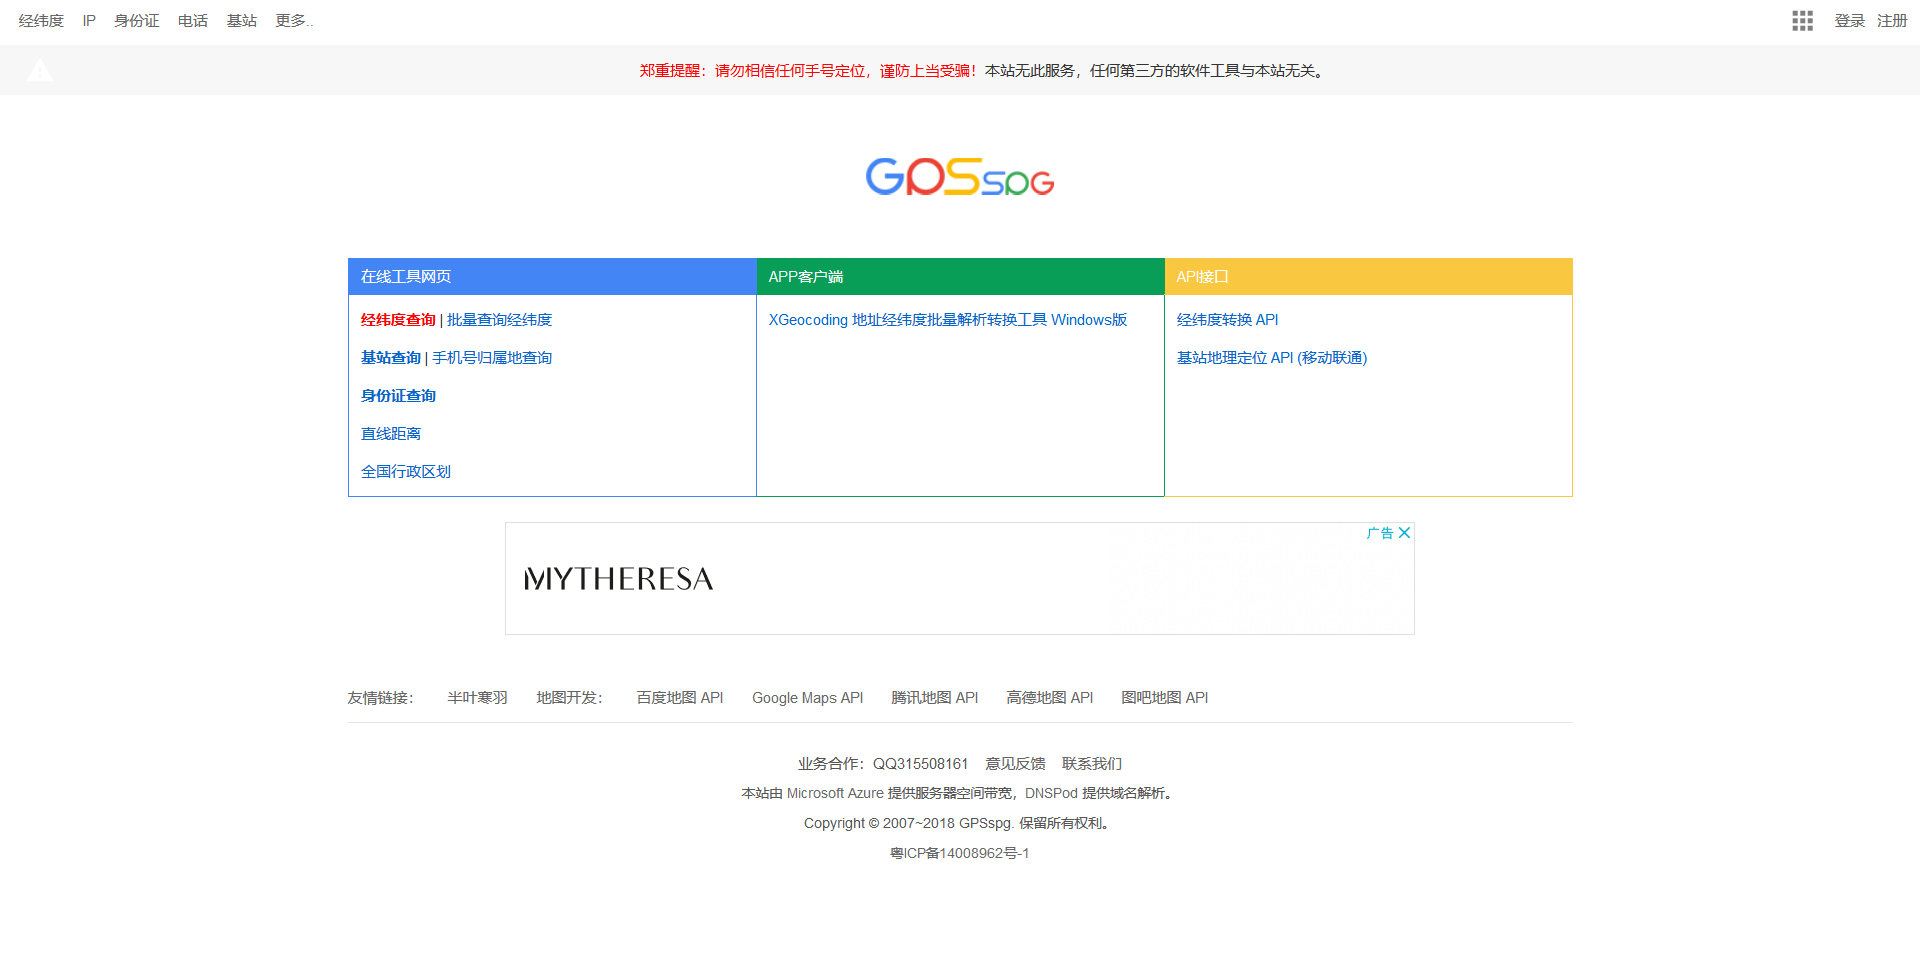 经纬度 IP 身份证 电话 基站 更多..
登录 注册
郑重提醒：请勿相信任何手号定位，谨防上当受骗！本站无此服务，任何第三方的软件工具与本站无关。
GPSspg
在线工具网页
经纬度查询 | 批量查询经纬度
基站查询 | 手机号归属地查询
身份证查询
直线距离
全国行政区划
APP客户端
XGeocoding 地址经纬度批量解析转换工具 Windows版
API接口
经纬度转换 API
基站地理定位 API (移动联通)
广告
MYTHERESA
友情链接： 半叶寒羽 地图开发： 百度地图 API Google Maps API 腾讯地图 API 高德地图 API 图吧地图 API
业务合作：QQ315508161 意见反馈 联系我们
本站由 Microsoft Azure 提供服务器空间带宽，DNSPod 提供域名解析。
Copyright © 2007~2018 GPSspg. 保留所有权利。
粤ICP备14008962号-1